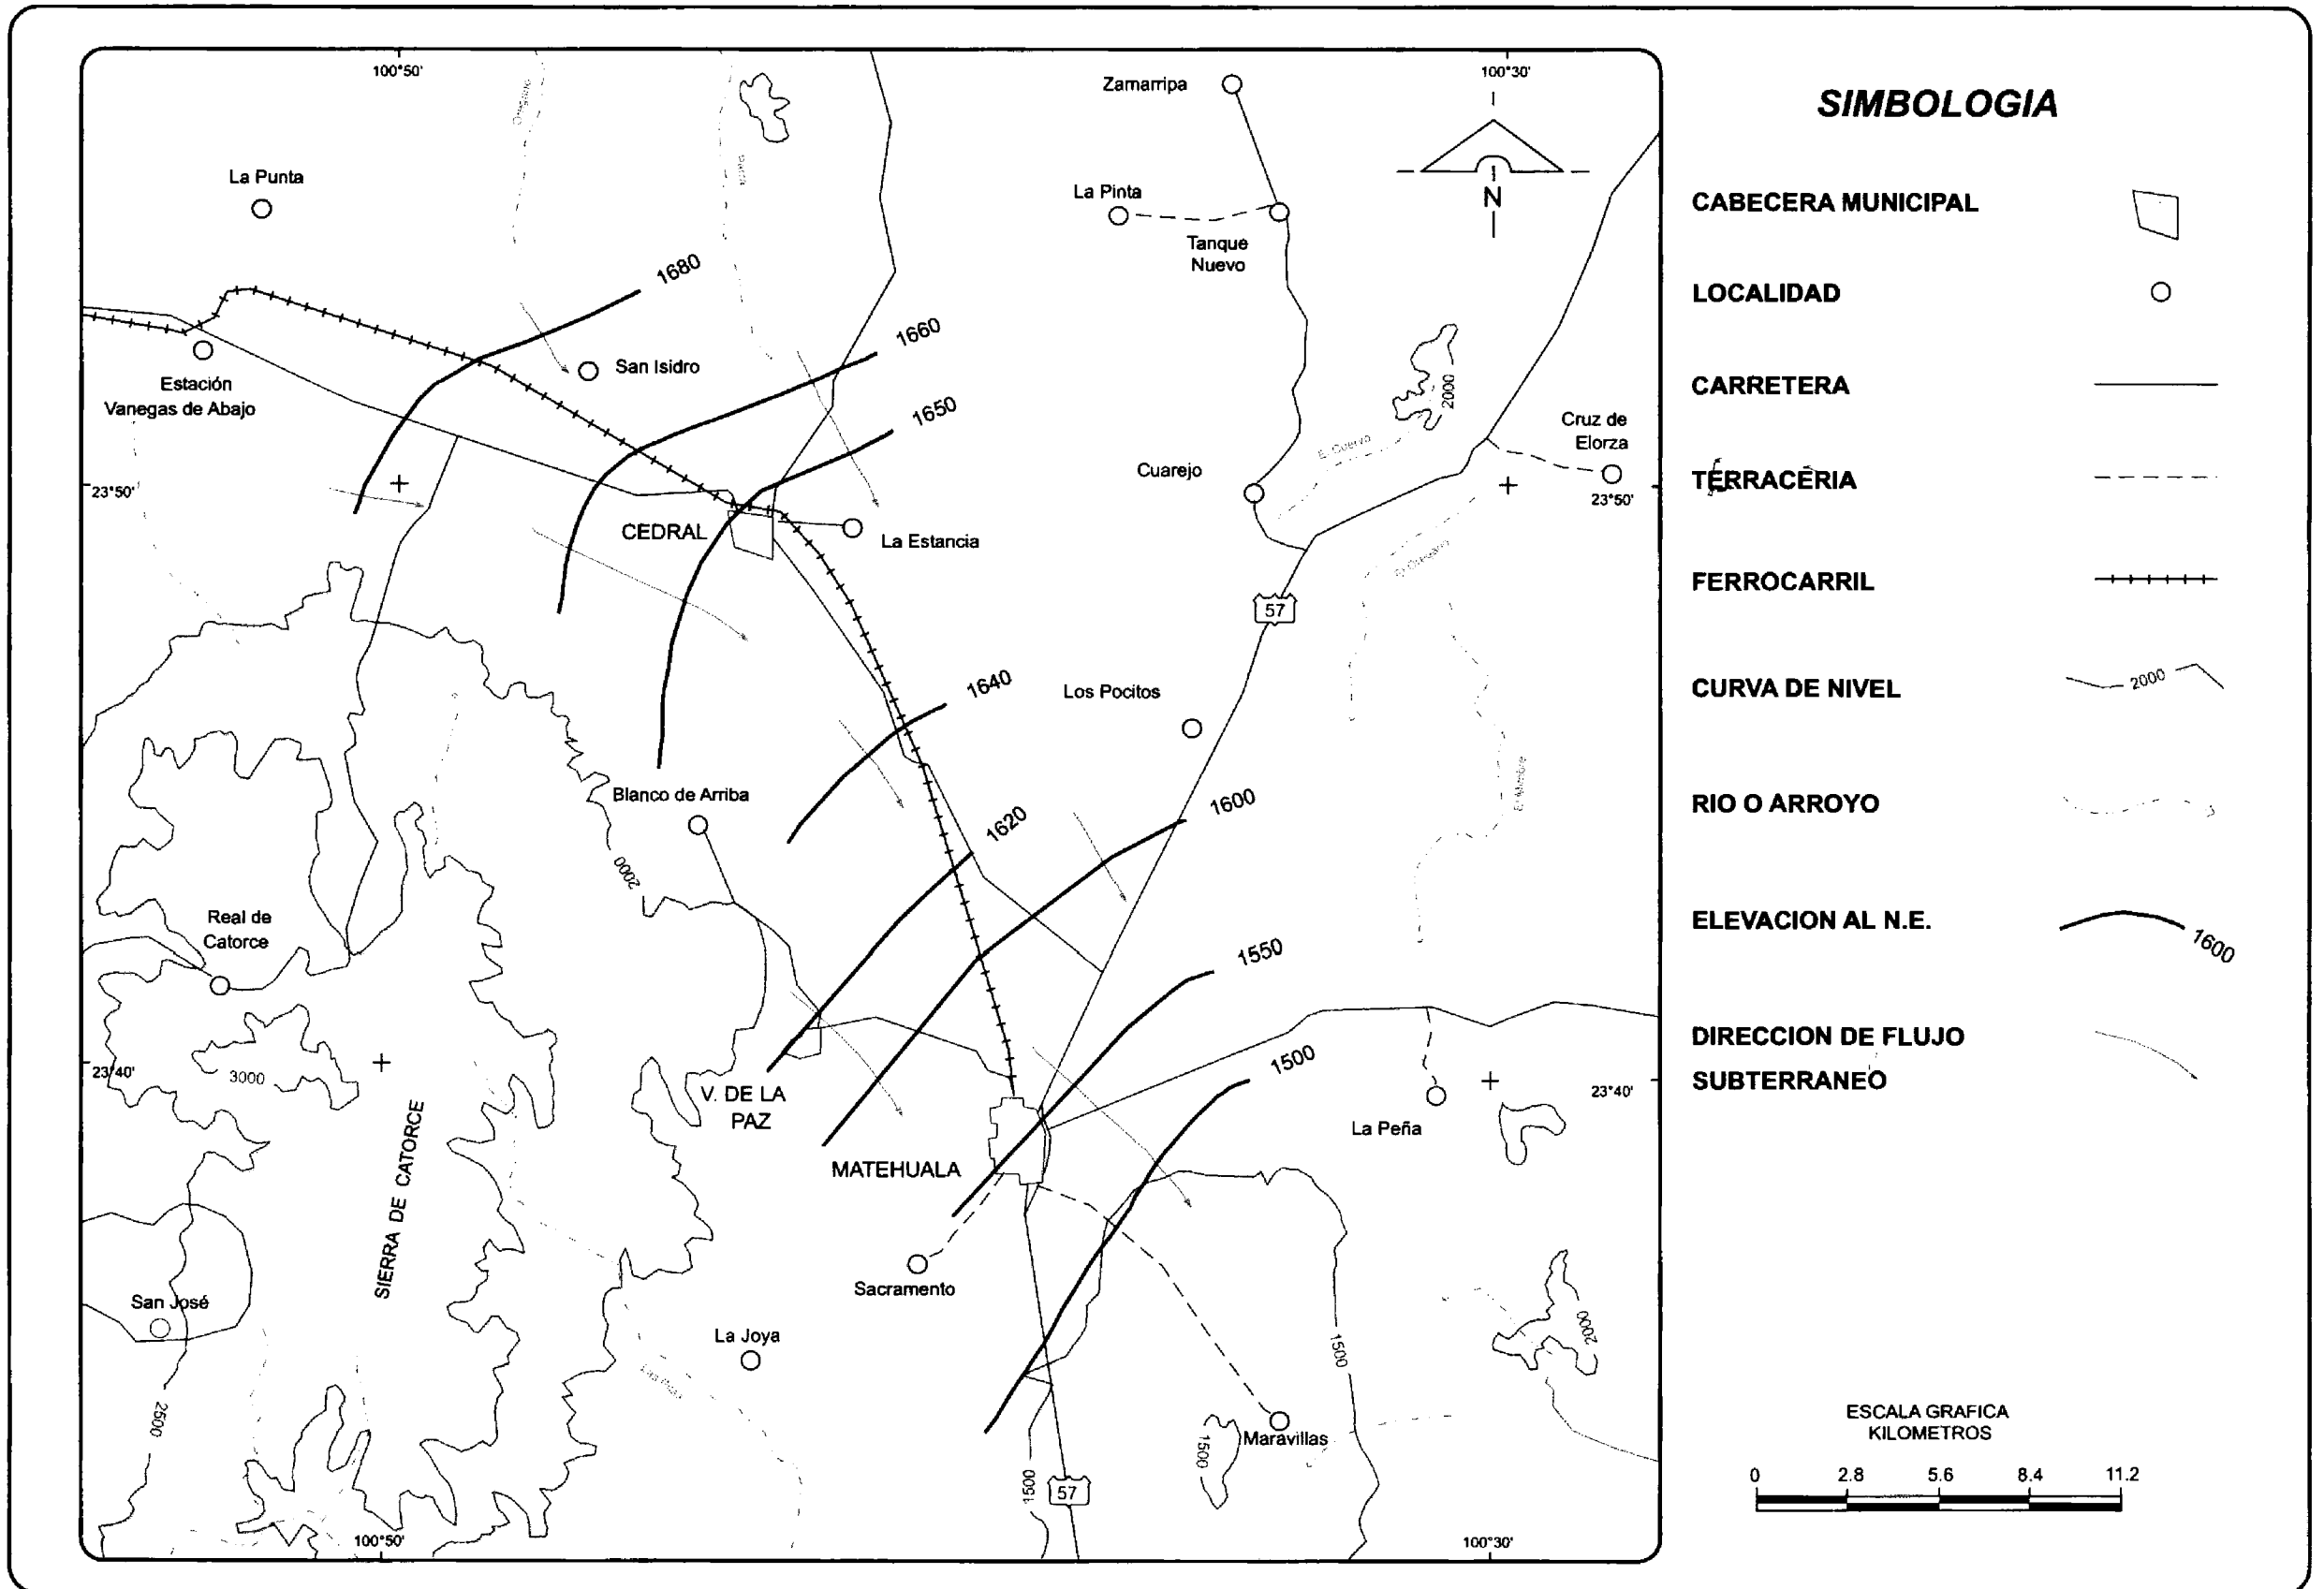 100°50'
100°30'
Zamarripa
La Punta
La Pinta
N
Tanque
Nuevo
1680
1660
San Isidro
Estación
Vanegas de Abajo
1650
2000
Cruz de
Elorza
E. Cuervo
Cuarejo
23°50'
23°50'
CEDRAL
La Estancia
57
1640
Los Pocitos
Blanco de Arriba
1600
1620
2000
Real de
Catorce
1550
1500
3000
23°40'
23°40'
V. DE LA
PAZ
La Peña
MATEHUALA
SIERRA DE CATORCE
Sacramento
San José
La Joya
1500
2000
2500
Maravillas
1500
1500
57
100°50'
100°30'
SIMBOLOGIA
CABECERA MUNICIPAL
LOCALIDAD
CARRETERA
TERRACERIA
FERROCARRIL
CURVA DE NIVEL
2000
RIO O ARROYO
ELEVACION AL N.E.
1600
DIRECCION DE FLUJO
SUBTERRANEO
ESCALA GRAFICA
KILOMETROS
0 2.8 5.6 8.4 11.2